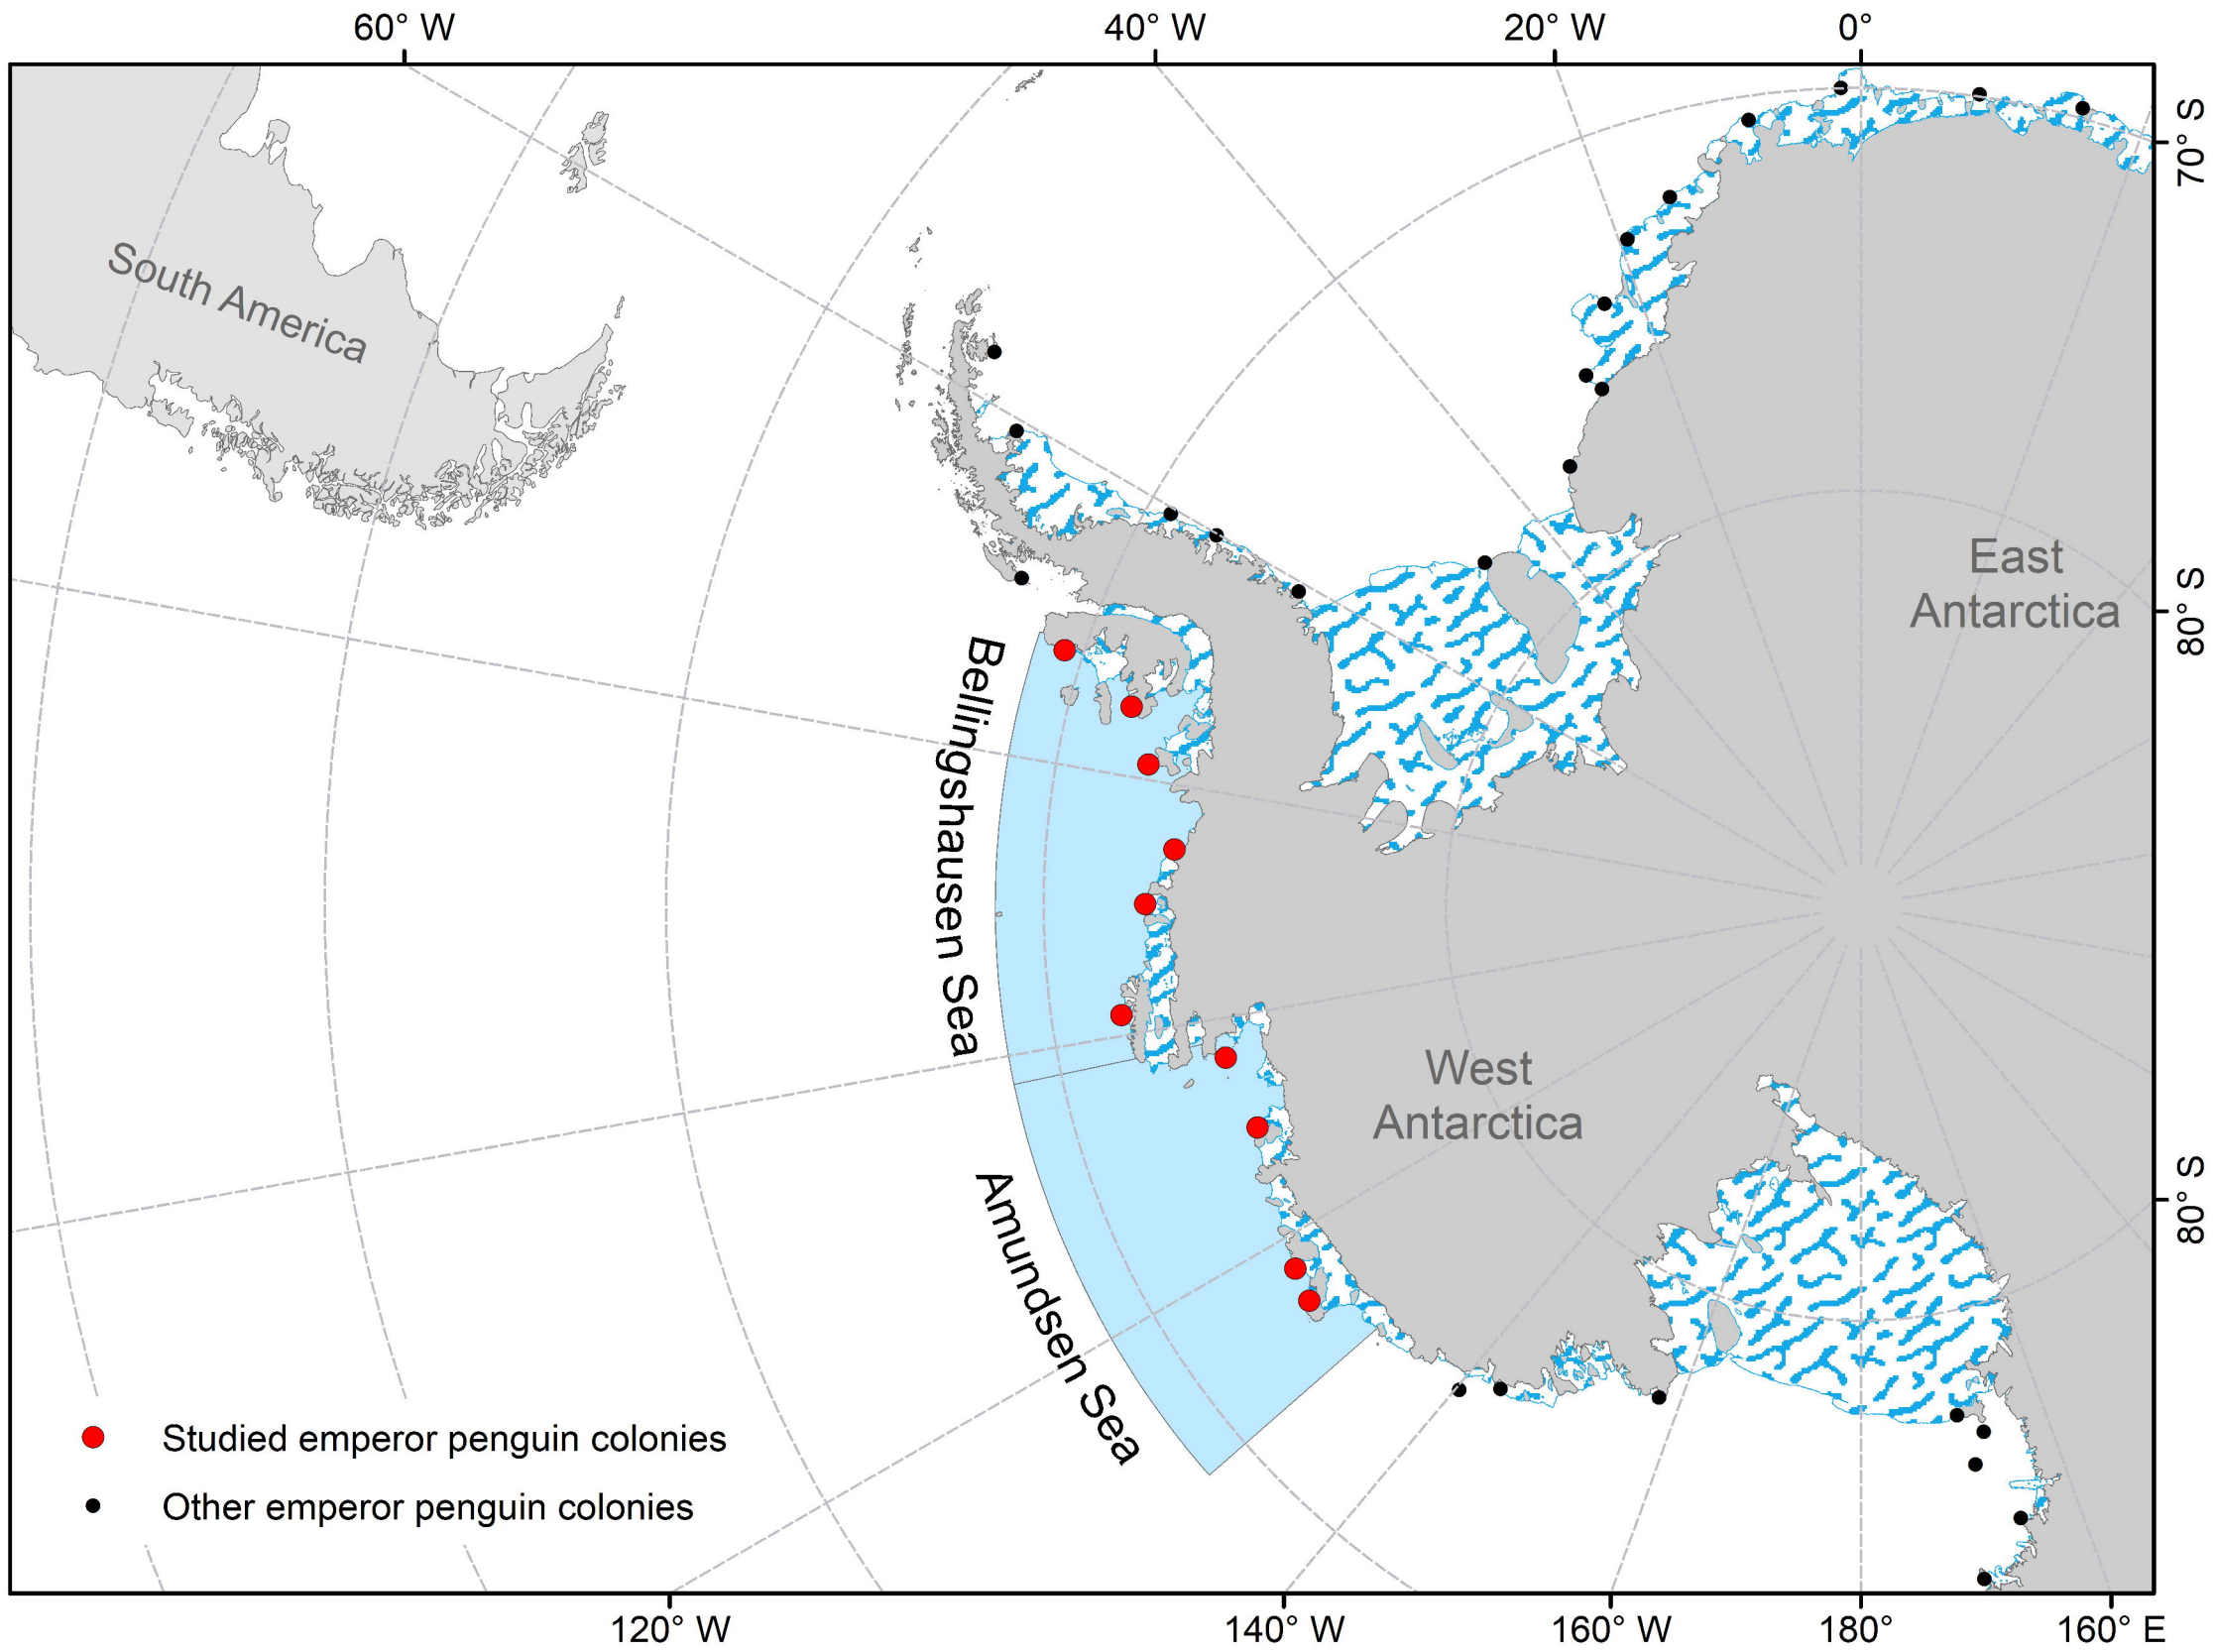 60° W
40° W
20° W
0°
70° S
South America
East
Antarctica
80° S
Bellingshausen Sea
West
Antarctica
80° S
Amundsen Sea
Studied emperor penguin colonies
Other emperor penguin colonies
120° W
140° W
160° W
180°
160° E